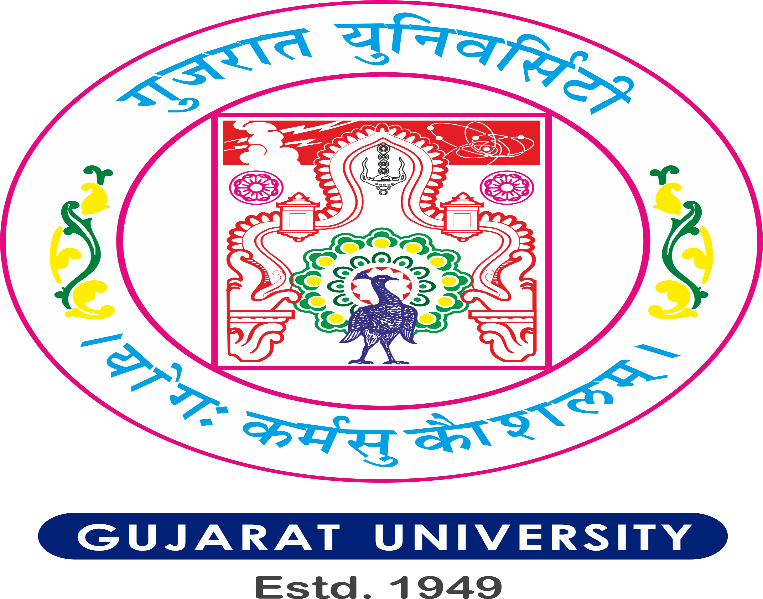 गुजरात युनिवर्सिटी
। योगः कर्मसु कौशलम् ।
GUJARAT UNIVERSITY
Estd. 1949